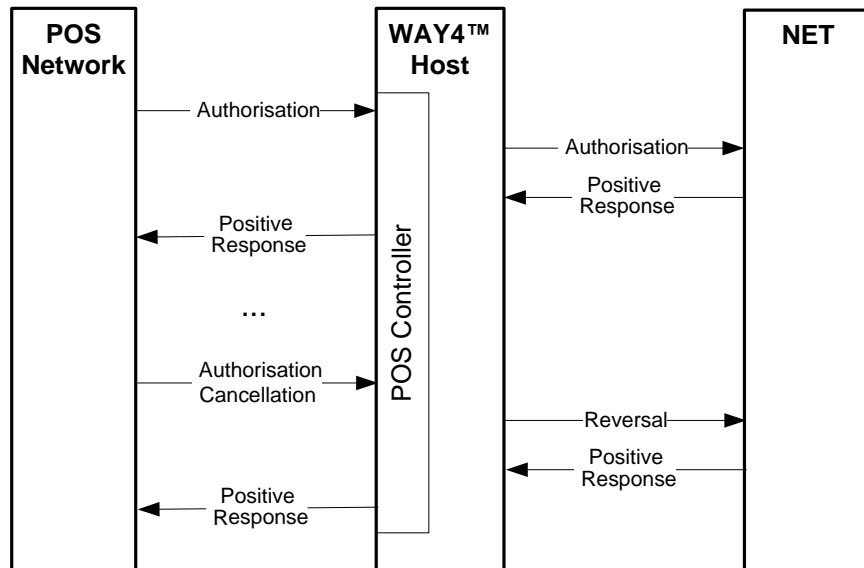 POS
Network
WAY4™
Host
NET
Authorisation
Authorisation
Positive
Response
Positive
Response
POS Controller
...
Authorisation
Cancellation
Reversal
Positive
Response
Positive
Response